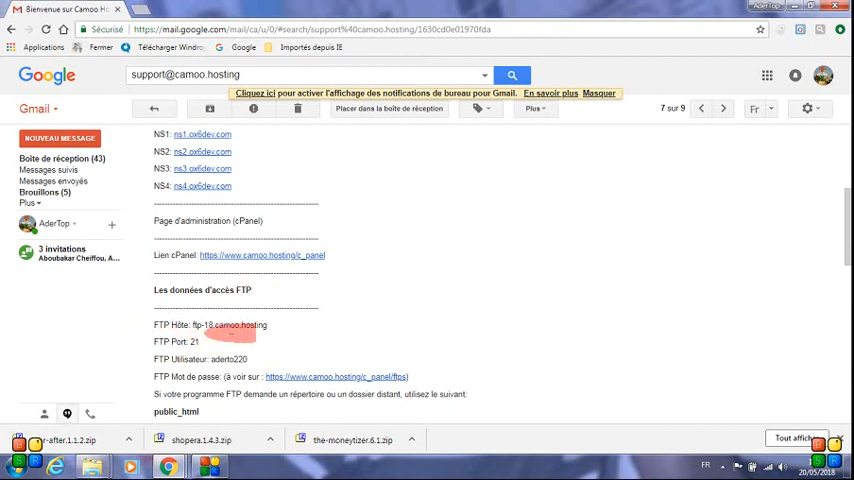 Bienvenue sur Camoo Ho
AderTop
Sécurisé
https://mail.google.com/mail/ca/u/0/#search/support%40camoo.hosting/1630cd0e01970fda
Applications
Fermer
Télécharger Windro
Google
Importés depuis IE
Google
support@camoo.hosting
Cliquez ici pour activer l'affichage des notifications de bureau pour Gmail. En savoir plus Masquer
Gmail
Placer dans la boîte de réception
Plus
7 sur 9
Fr
NOUVEAU MESSAGE
Boîte de réception (43)
Messages suivis
Messages envoyés
Brouillons (5)
Plus
AderTop
3 invitations
Aboubakar Cheiffou, A...
NS1: ns1.ox6dev.com
NS2: ns2.ox6dev.com
NS3: ns3.ox6dev.com
NS4: ns4.ox6dev.com
Page d'administration (cPanel)
Lien cPanel: https://www.camoo.hosting/c_panel
Les données d'accès FTP
FTP Hôte: ftp-18.camoo.hosting
FTP Port: 21
FTP Utilisateur: aderto220
FTP Mot de passe: (à voir sur : https://www.camoo.hosting/c_panel/ftps)
Si votre programme FTP demande un répertoire ou un dossier distant, utilisez le suivant:
public_html
r-after.1.1.2.zip
shopera.1.4.3.zip
the-moneytizer.6.1.zip
Tout affich
FR
20/05/2018